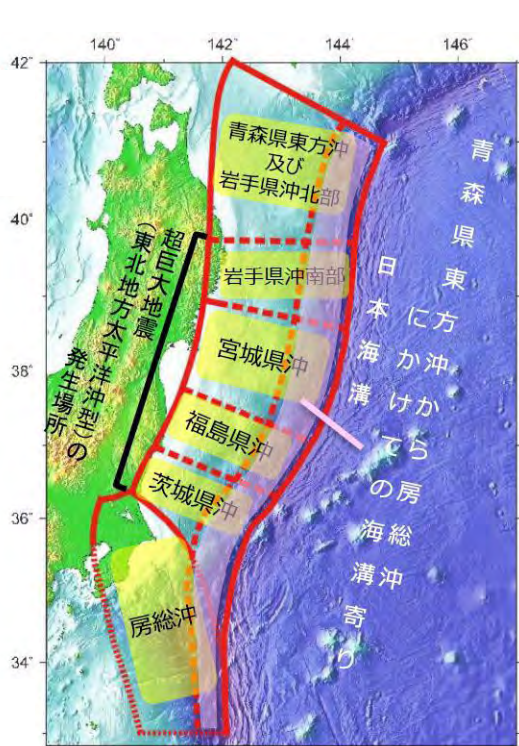 140°
142°
144°
146°
42°
40°
38°
36°
34°
青森県東方沖
及び
岩手県沖北部
岩手県沖南部
宮城県沖
福島県沖
茨城県沖
房総沖
超巨大地震
（東北地方太平洋沖型）の
発生場所
日本海溝
青森県東方沖から房総沖
にかけての海溝寄り